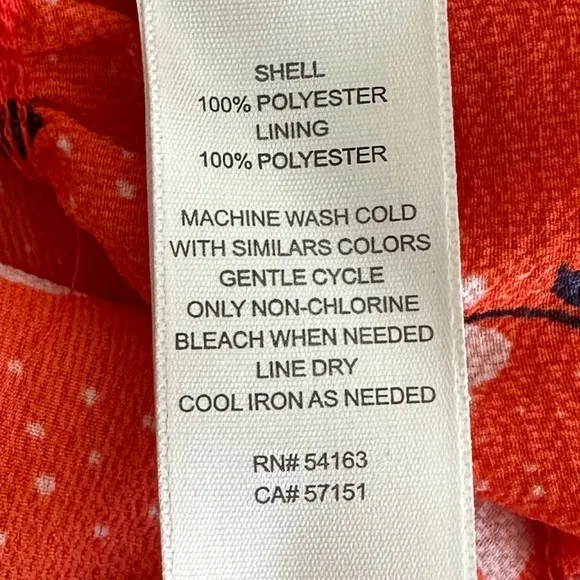 SHELL
100% POLYESTER
LINING
100% POLYESTER
MACHINE WASH COLD
WITH SIMILARS COLORS
GENTLE CYCLE
ONLY NON-CHLORINE
BLEACH WHEN NEEDED
LINE DRY
COOL IRON AS NEEDED
RN# 54163
CA# 57151